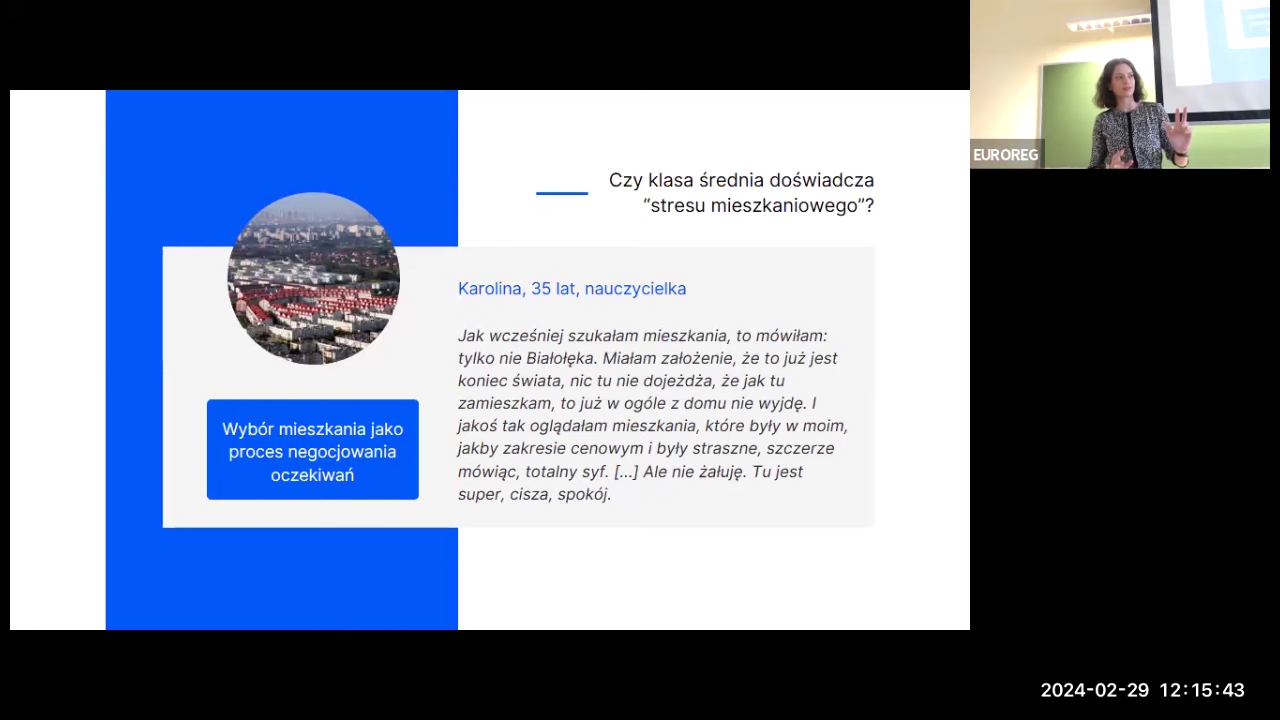 EUROREG
Czy klasa średnia doświadcza
“stresu mieszkaniowego”?
Karolina, 35 lat, nauczycielka
Jak wcześniej szukałam mieszkania, to mówiłam:
tylko nie Białołęka. Miałam założenie, że to już jest
koniec świata, nic tu nie dojeżdża, że jak tu
zamieszkam, to już w ogóle z domu nie wyjdę. I
jakoś tak oglądałam mieszkania, które były w moim,
jakby zakresie cenowym i były straszne, szczerze
mówiąc, totalny syf. [...] Ale nie żałuję. Tu jest
super, cisza, spokój.
Wybór mieszkania jako
proces negocjowania
oczekiwań
2024-02-29 12:15:43